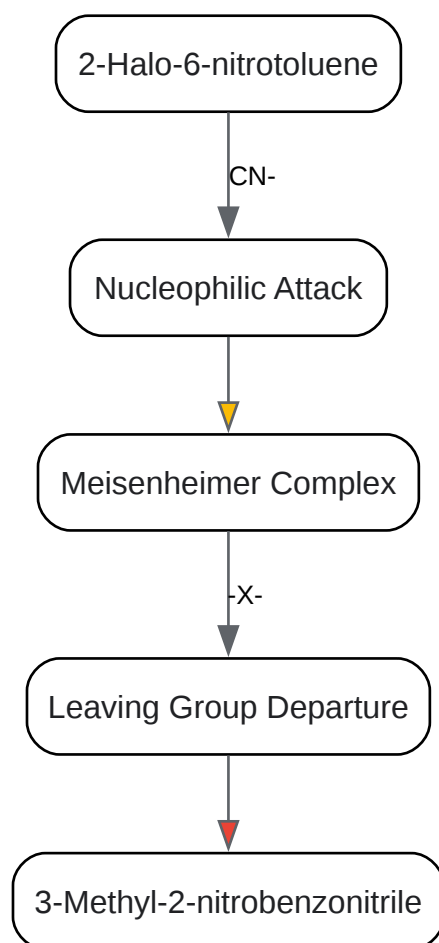 2-Halo-6-nitrotoluene
CN-
Nucleophilic Attack
Meisenheimer Complex
-X-
Leaving Group Departure
3-Methyl-2-nitrobenzonitrile